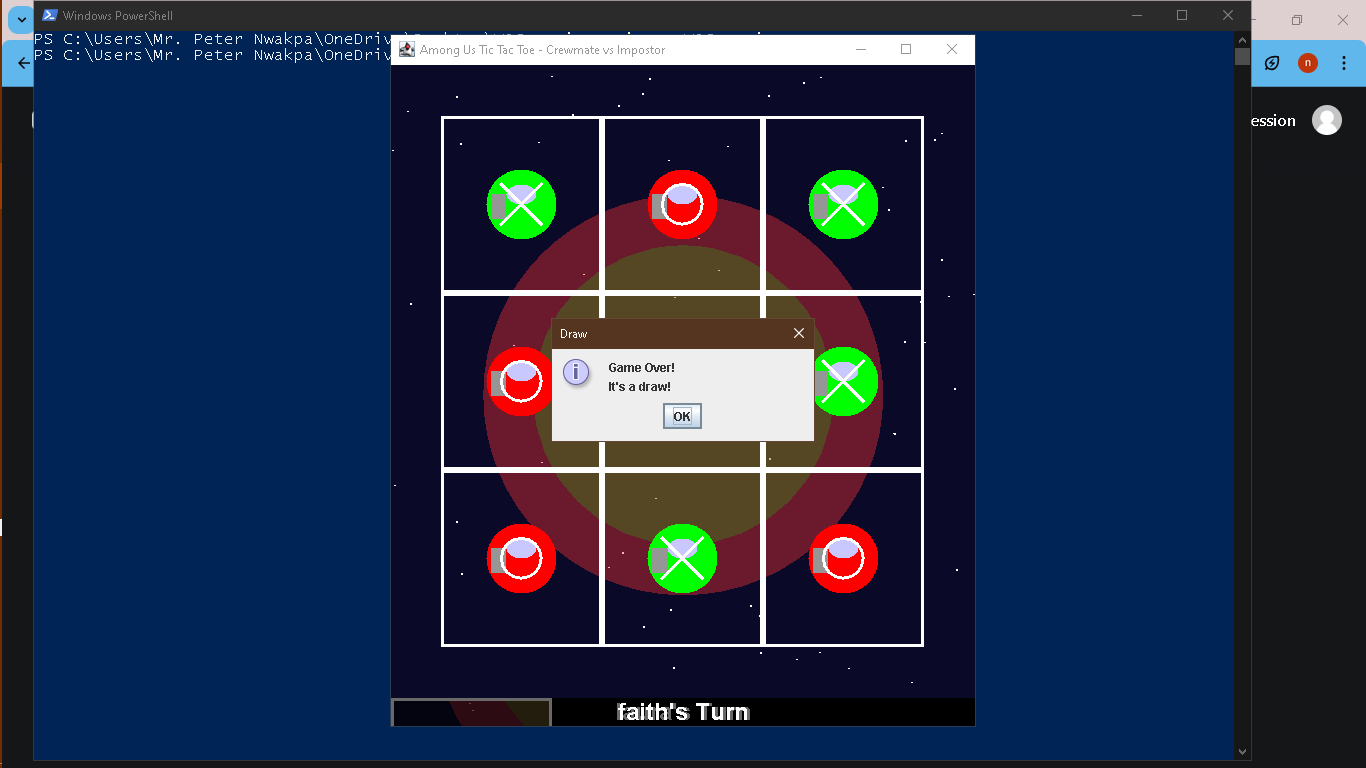 Windows PowerShell
PS C:\Users\Mr. Peter Nwakpa\OneDriv
PS C:\Users\Mr. Peter Nwakpa\OneDriv
Among Us Tic Tac Toe - Crewmate vs Impostor
n
ession
Draw
Game Over!
It's a draw!
OK
faith's Turn